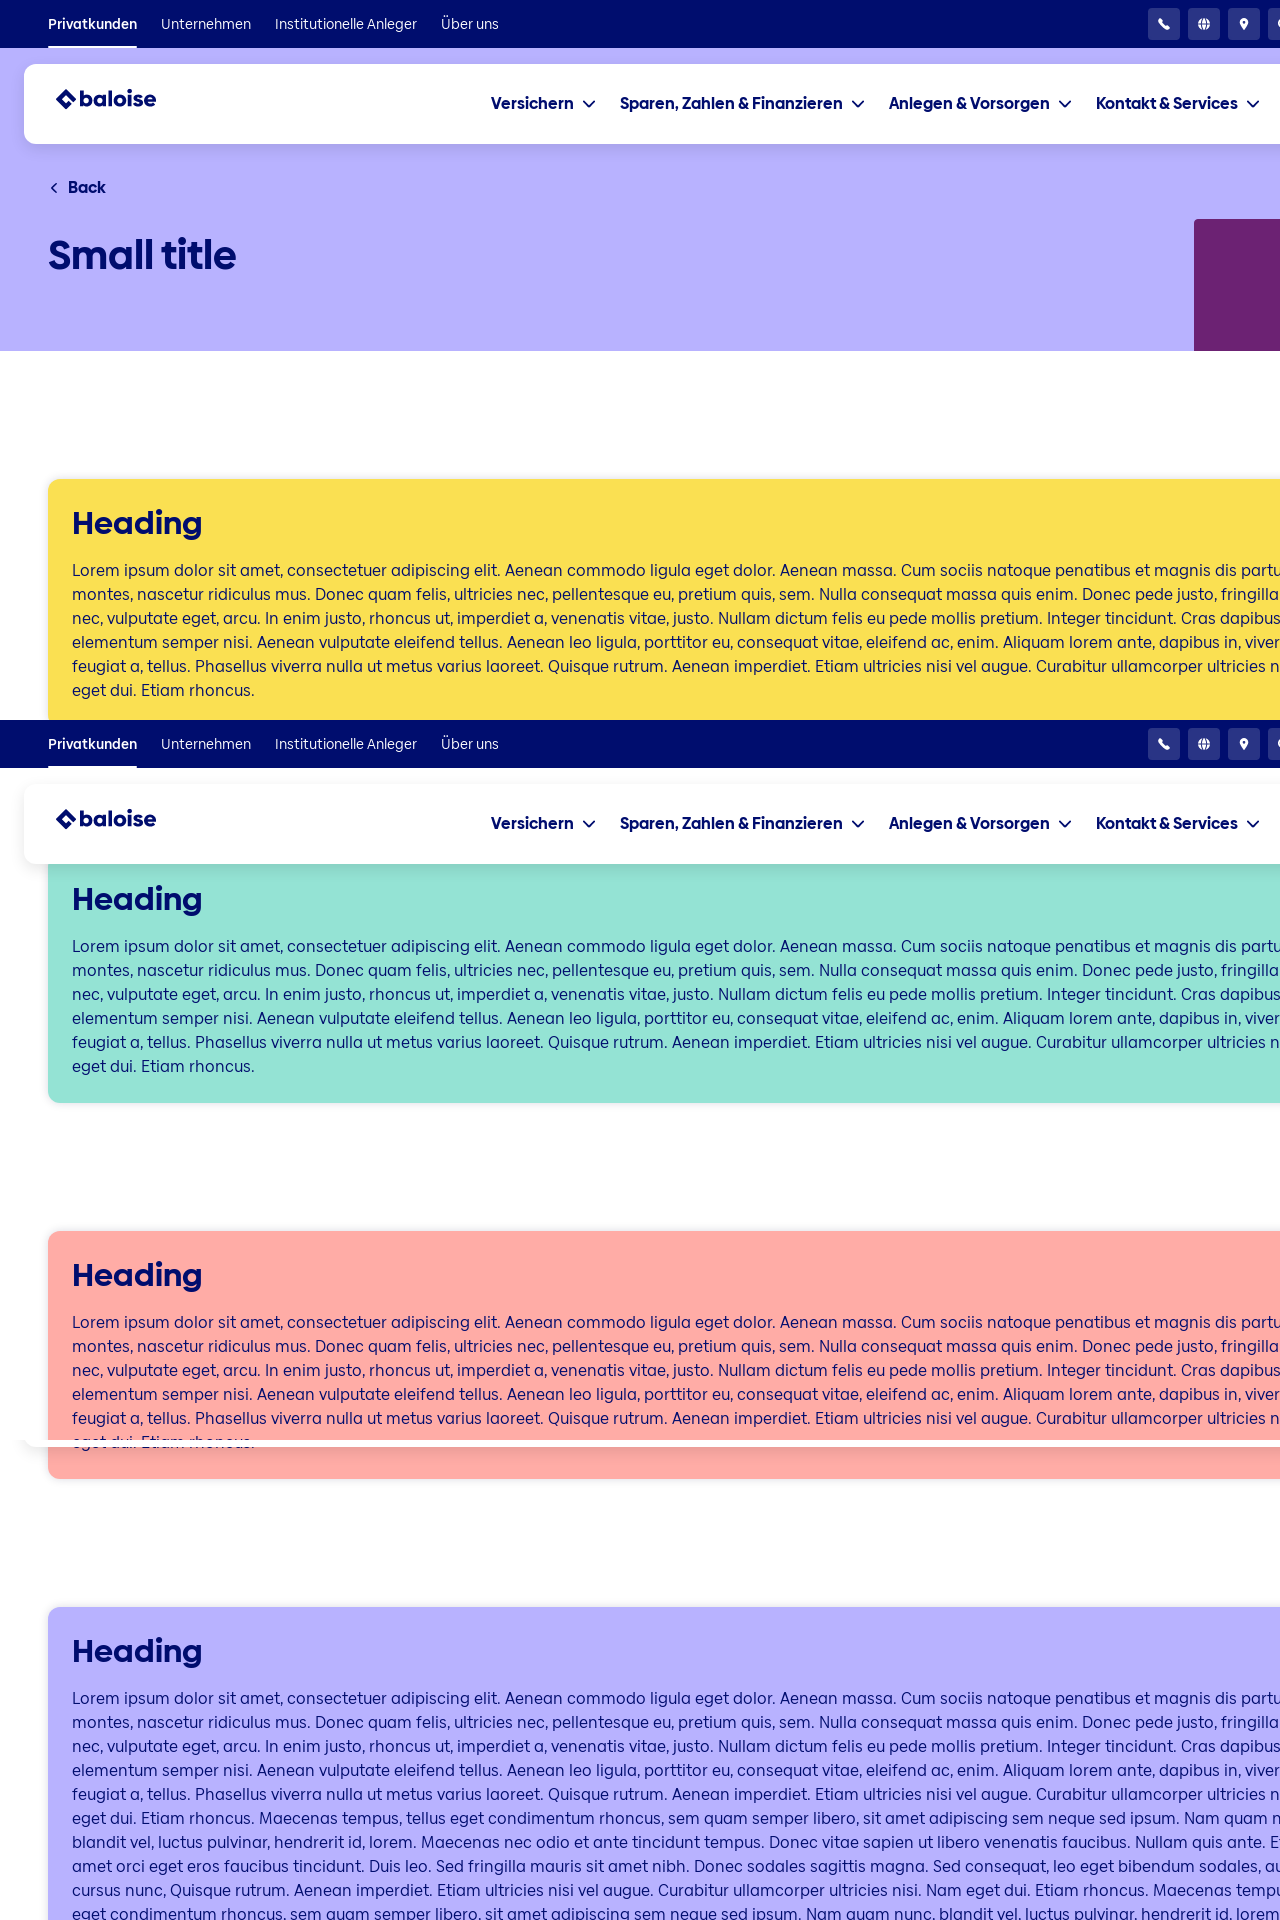 Privatkunden Unternehmen Institutionelle Anleger Über uns
baloise Versichern Sparen, Zahlen & Finanzieren Anlegen & Vorsorgen Kontakt & Services
Back
Small title
Heading
Lorem ipsum dolor sit amet, consectetuer adipiscing elit. Aenean commodo ligula eget dolor. Aenean massa. Cum sociis natoque penatibus et magnis dis partu
montes, nascetur ridiculus mus. Donec quam felis, ultricies nec, pellentesque eu, pretium quis, sem. Nulla consequat massa quis enim. Donec pede justo, fringilla
nec, vulputate eget, arcu. In enim justo, rhoncus ut, imperdiet a, venenatis vitae, justo. Nullam dictum felis eu pede mollis pretium. Integer tincidunt. Cras dapibus
elementum semper nisi. Aenean vulputate eleifend tellus. Aenean leo ligula, porttitor eu, consequat vitae, eleifend ac, enim. Aliquam lorem ante, dapibus in, viver
feugiat a, tellus. Phasellus viverra nulla ut metus varius laoreet. Quisque rutrum. Aenean imperdiet. Etiam ultricies nisi vel augue. Curabitur ullamcorper ultricies n
eget dui. Etiam rhoncus.
Privatkunden Unternehmen Institutionelle Anleger Über uns
baloise Versichern Sparen, Zahlen & Finanzieren Anlegen & Vorsorgen Kontakt & Services
Heading
Lorem ipsum dolor sit amet, consectetuer adipiscing elit. Aenean commodo ligula eget dolor. Aenean massa. Cum sociis natoque penatibus et magnis dis partu
montes, nascetur ridiculus mus. Donec quam felis, ultricies nec, pellentesque eu, pretium quis, sem. Nulla consequat massa quis enim. Donec pede justo, fringilla
nec, vulputate eget, arcu. In enim justo, rhoncus ut, imperdiet a, venenatis vitae, justo. Nullam dictum felis eu pede mollis pretium. Integer tincidunt. Cras dapibus
elementum semper nisi. Aenean vulputate eleifend tellus. Aenean leo ligula, porttitor eu, consequat vitae, eleifend ac, enim. Aliquam lorem ante, dapibus in, viver
feugiat a, tellus. Phasellus viverra nulla ut metus varius laoreet. Quisque rutrum. Aenean imperdiet. Etiam ultricies nisi vel augue. Curabitur ullamcorper ultricies n
eget dui. Etiam rhoncus.
Heading
Lorem ipsum dolor sit amet, consectetuer adipiscing elit. Aenean commodo ligula eget dolor. Aenean massa. Cum sociis natoque penatibus et magnis dis partu
montes, nascetur ridiculus mus. Donec quam felis, ultricies nec, pellentesque eu, pretium quis, sem. Nulla consequat massa quis enim. Donec pede justo, fringilla
nec, vulputate eget, arcu. In enim justo, rhoncus ut, imperdiet a, venenatis vitae, justo. Nullam dictum felis eu pede mollis pretium. Integer tincidunt. Cras dapibus
elementum semper nisi. Aenean vulputate eleifend tellus. Aenean leo ligula, porttitor eu, consequat vitae, eleifend ac, enim. Aliquam lorem ante, dapibus in, viver
feugiat a, tellus. Phasellus viverra nulla ut metus varius laoreet. Quisque rutrum. Aenean imperdiet. Etiam ultricies nisi vel augue. Curabitur ullamcorper ultricies n
eget dui. Etiam rhoncus.
Heading
Lorem ipsum dolor sit amet, consectetuer adipiscing elit. Aenean commodo ligula eget dolor. Aenean massa. Cum sociis natoque penatibus et magnis dis partu
montes, nascetur ridiculus mus. Donec quam felis, ultricies nec, pellentesque eu, pretium quis, sem. Nulla consequat massa quis enim. Donec pede justo, fringilla
nec, vulputate eget, arcu. In enim justo, rhoncus ut, imperdiet a, venenatis vitae, justo. Nullam dictum felis eu pede mollis pretium. Integer tincidunt. Cras dapibus
elementum semper nisi. Aenean vulputate eleifend tellus. Aenean leo ligula, porttitor eu, consequat vitae, eleifend ac, enim. Aliquam lorem ante, dapibus in, viver
feugiat a, tellus. Phasellus viverra nulla ut metus varius laoreet. Quisque rutrum. Aenean imperdiet. Etiam ultricies nisi vel augue. Curabitur ullamcorper ultricies n
eget dui. Etiam rhoncus. Maecenas tempus, tellus eget condimentum rhoncus, sem quam semper libero, sit amet adipiscing sem neque sed ipsum. Nam quam n
blandit vel, luctus pulvinar, hendrerit id, lorem. Maecenas nec odio et ante tincidunt tempus. Donec vitae sapien ut libero venenatis faucibus. Nullam quis ante. E
amet orci eget eros faucibus tincidunt. Duis leo. Sed fringilla mauris sit amet nibh. Donec sodales sagittis magna. Sed consequat, leo eget bibendum sodales, au
cursus nunc, Quisque rutrum. Aenean imperdiet. Etiam ultricies nisi vel augue. Curabitur ullamcorper ultricies nisi. Nam eget dui. Etiam rhoncus. Maecenas tempu
eget condimentum rhoncus, sem quam semper libero, sit amet adipiscing sem neque sed ipsum. Nam quam nunc, blandit vel, luctus pulvinar, hendrerit id, lorem